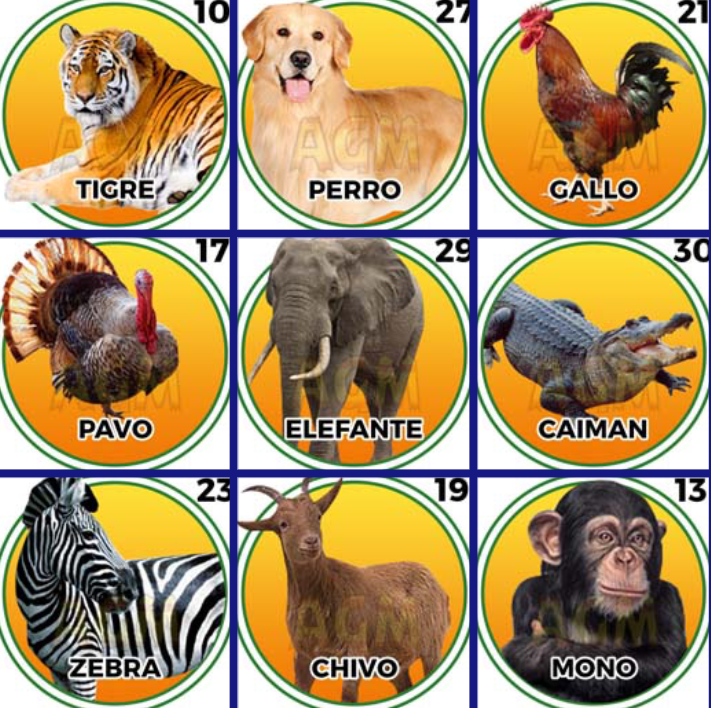 10
TIGRE
27
PERRO
21
GALLO
17
PAVO
29
ELEFANTE
30
CAIMAN
23
ZEBRA
19
CHIVO
13
MONO
AGM
AGM
AGM
AGM
AGM
AGM
AGM
AGM
AGM